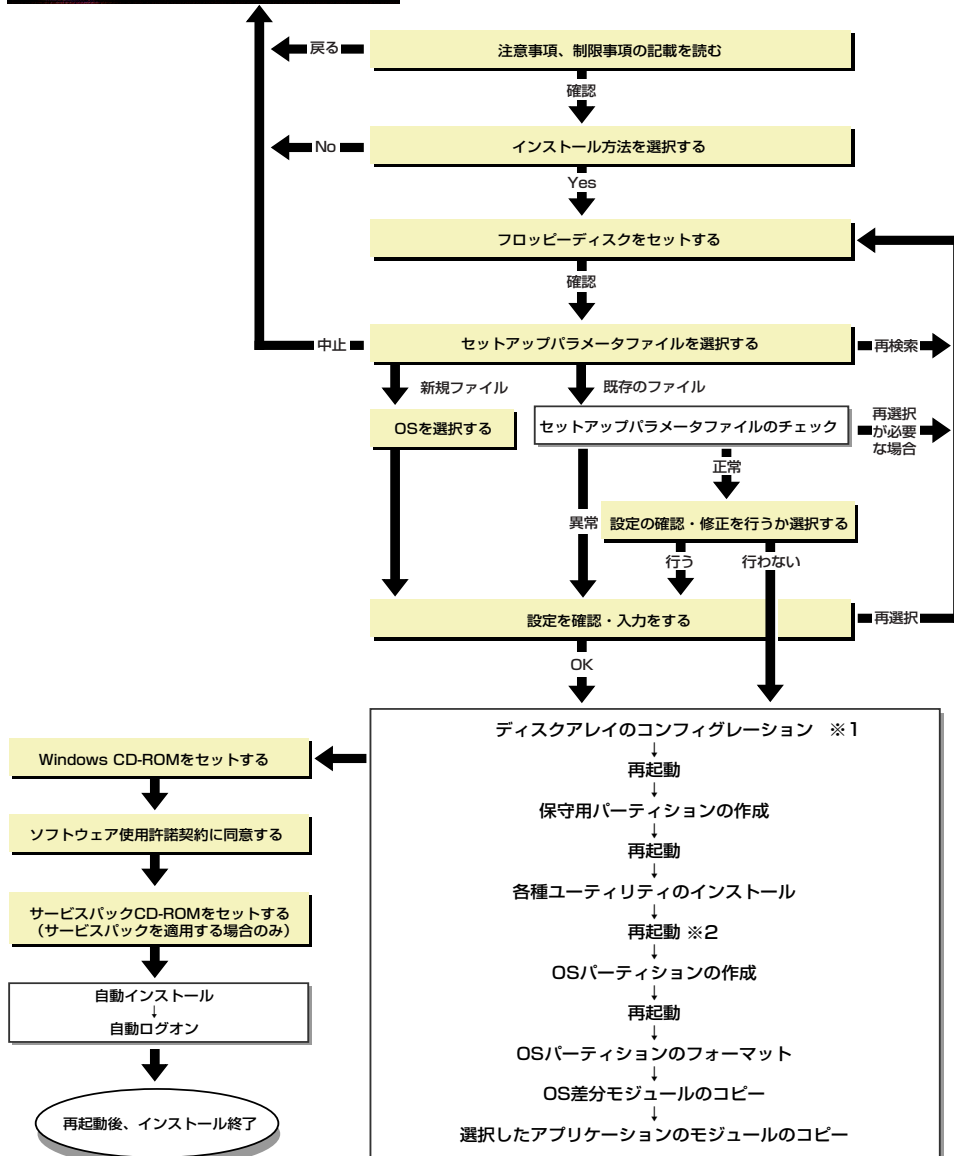 戻る
注意事項、制限事項の記載を読む
確認
No
インストール方法を選択する
Yes
フロッピーディスクをセットする
確認
中止
セットアップパラメータファイルを選択する
再検索
新規ファイル
既存のファイル
OSを選択する
セットアップパラメータファイルのチェック
再選択
が必要
な場合
正常
異常
設定の確認・修正を行うか選択する
行う
行わない
設定を確認・入力をする
再選択
OK
ディスクアレイのコンフィグレーション ※1
↓
再起動
↓
保守用パーティションの作成
↓
再起動
↓
各種ユーティリティのインストール
↓
再起動 ※2
↓
OSパーティションの作成
↓
再起動
↓
OSパーティションのフォーマット
↓
OS差分モジュールのコピー
↓
選択したアプリケーションのモジュールのコピー
Windows CD-ROMをセットする
ソフトウェア使用許諾契約に同意する
サービスパックCD-ROMをセットする
（サービスパックを適用する場合のみ）
自動インストール
↓
自動ログオン
再起動後、インストール終了